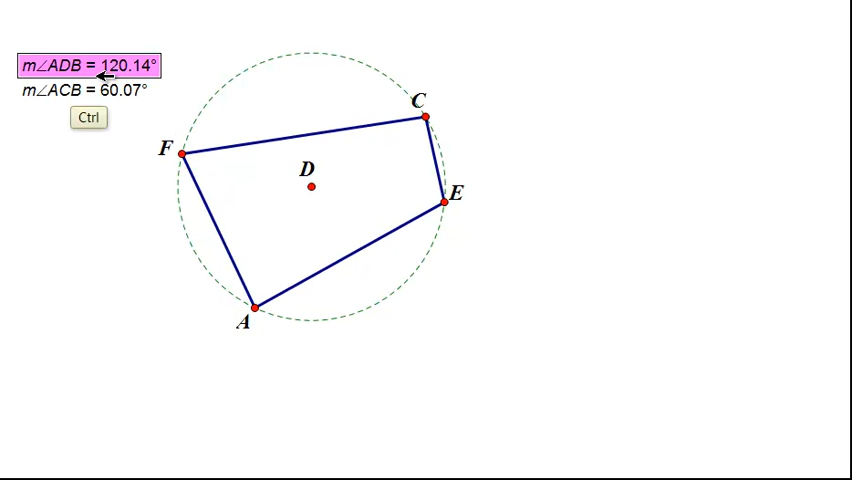 m∠ADB = 120.14°
m∠ACB = 60.07°
Ctrl
C
F
D
E
A